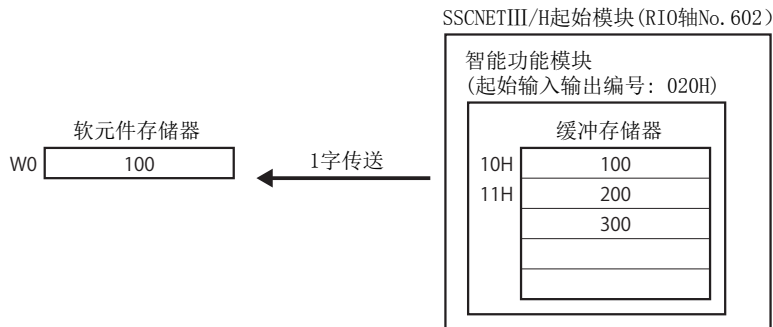 SSCNETⅢ/H起始模块(RIO轴No.602)
智能功能模块
(起始输入输出编号: 020H)
软元件存储器
缓冲存储器
W0 100
1字传送
10H 100
11H 200
300